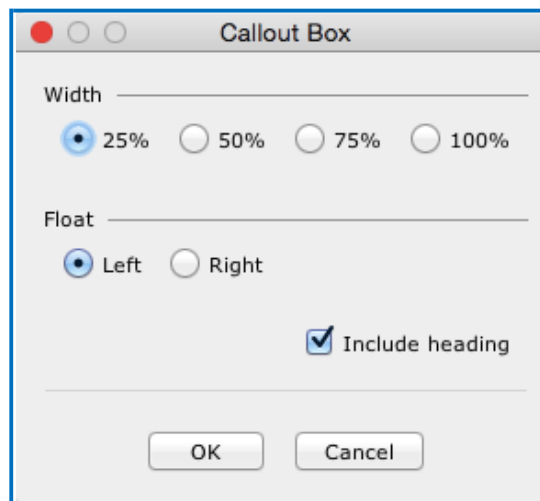 Callout Box
Width
25% 50% 75% 100%
Float
Left Right
Include heading
OK Cancel